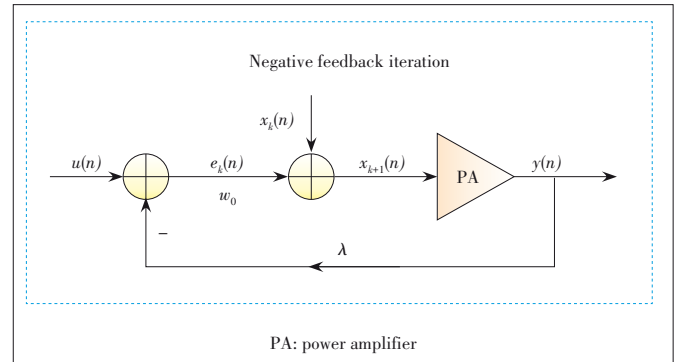 Negative feedback iteration
xₖ(n)
u(n)
eₖ(n)
xₖ₊₁(n)
PA
y(n)
w₀
−
λ
PA: power amplifier